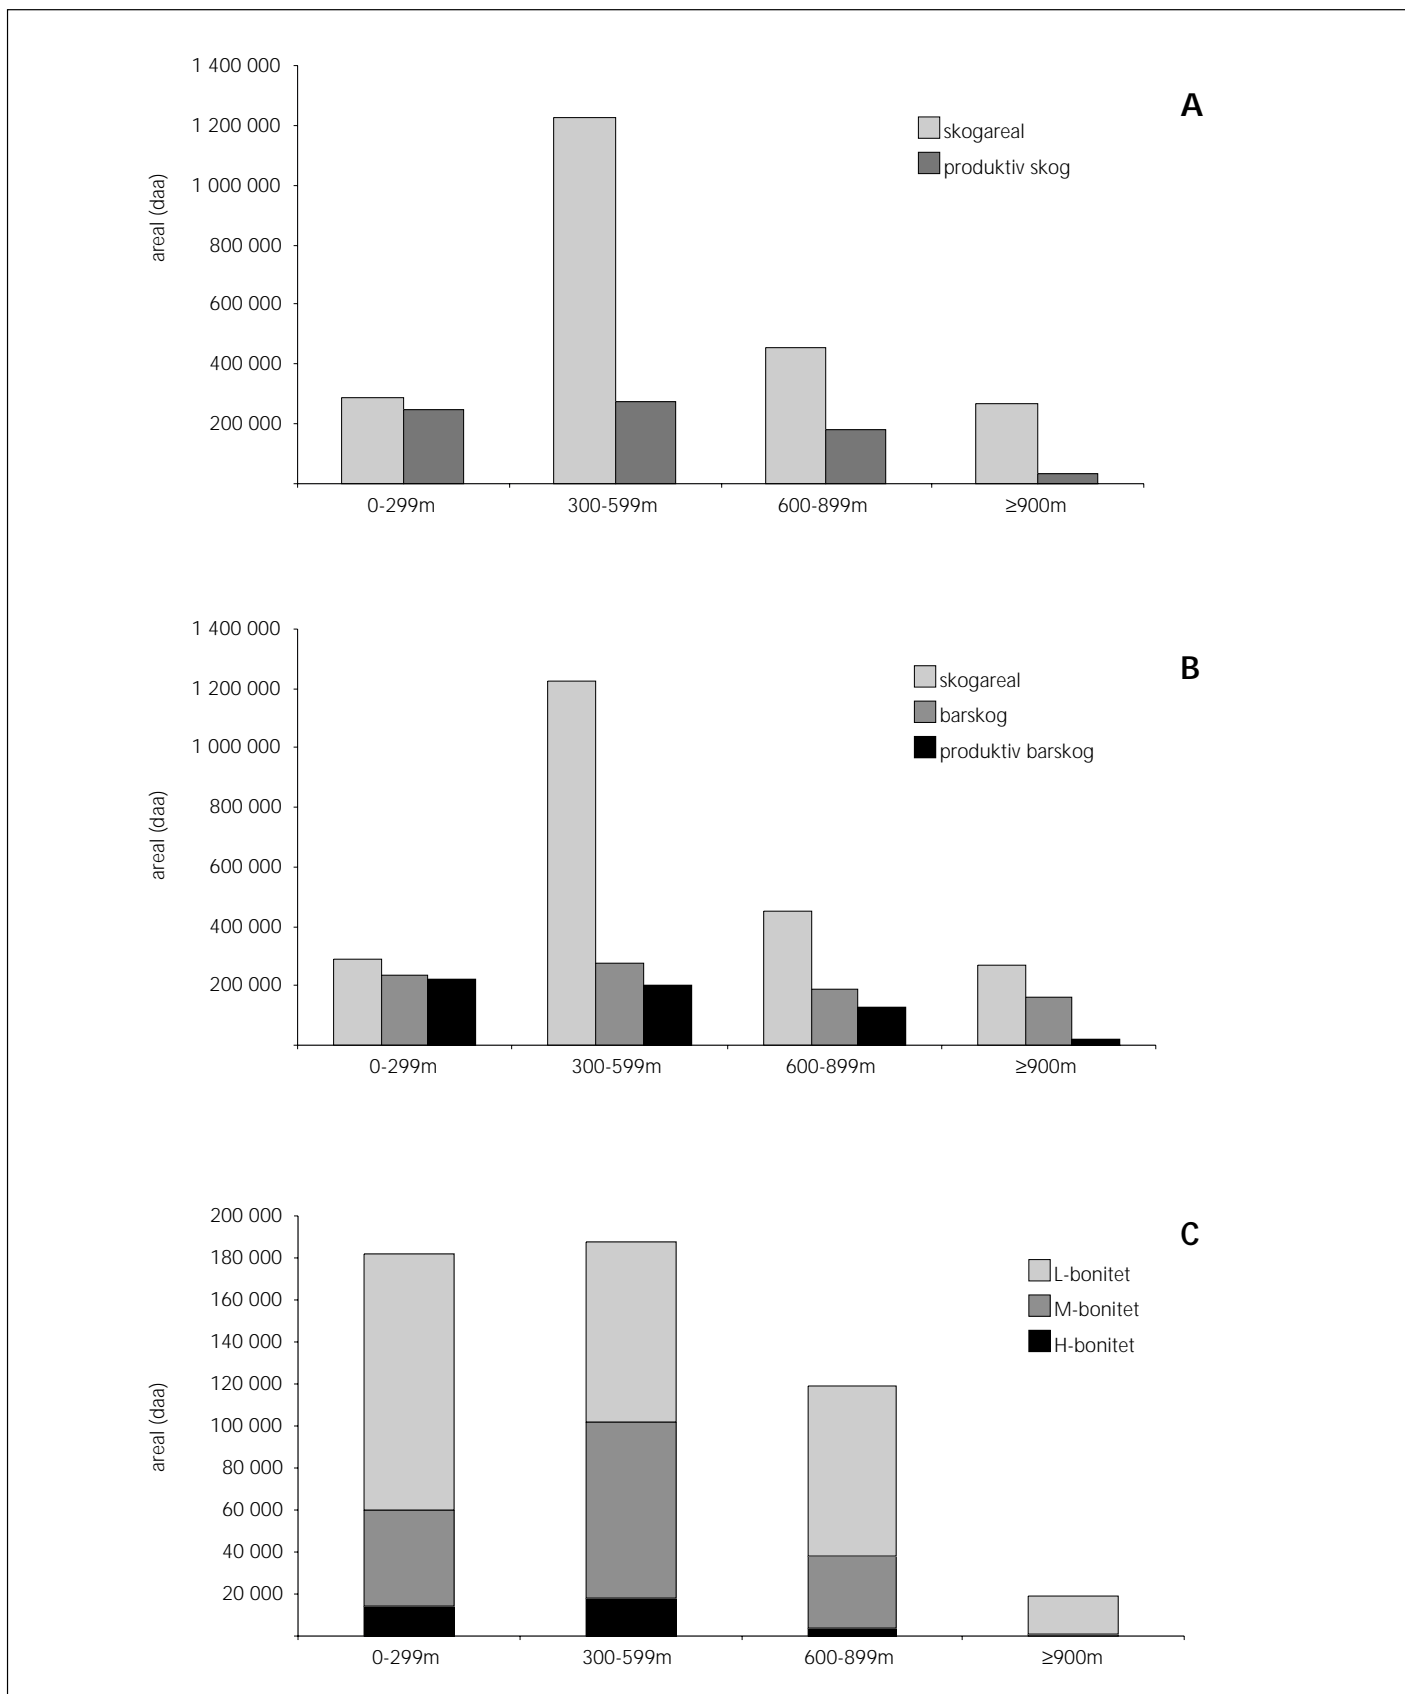 A
1 400 000
1 200 000
1 000 000
800 000
600 000
400 000
200 000
areal (daa)
skogareal
produktiv skog
0-299m
300-599m
600-899m
≥900m
B
1 400 000
1 200 000
1 000 000
800 000
600 000
400 000
200 000
areal (daa)
skogareal
barskog
produktiv barskog
0-299m
300-599m
600-899m
≥900m
C
200 000
180 000
160 000
140 000
120 000
100 000
80 000
60 000
40 000
20 000
areal (daa)
L-bonitet
M-bonitet
H-bonitet
0-299m
300-599m
600-899m
≥900m